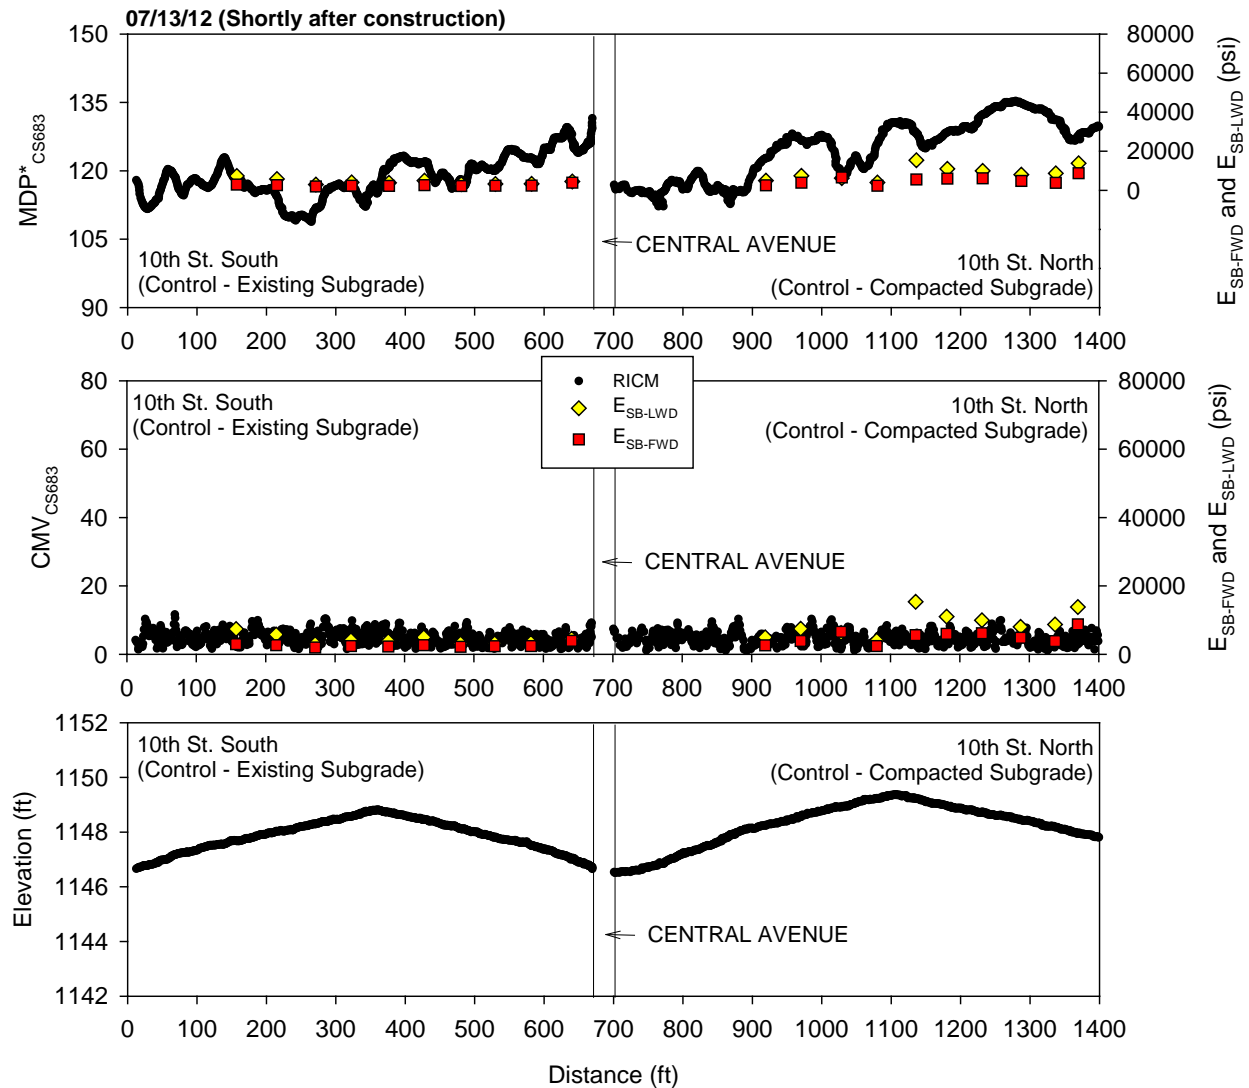 07/13/12 (Shortly after construction)
150
135
120
105
90
MDP*CS683
80000
60000
40000
20000
0
ESB-FWD and ESB-LWD (psi)
10th St. South
(Control - Existing Subgrade)
CENTRAL AVENUE
10th St. North
(Control - Compacted Subgrade)
0 100 200 300 400 500 600 700 800 900 1000 1100 1200 1300 1400
80
60
40
20
0
CMVCS683
80000
60000
40000
20000
0
ESB-FWD and ESB-LWD (psi)
10th St. South
(Control - Existing Subgrade)
RICM
ESB-LWD
ESB-FWD
10th St. North
(Control - Compacted Subgrade)
CENTRAL AVENUE
0 100 200 300 400 500 600 700 800 900 1000 1100 1200 1300 1400
1152
1150
1148
1146
1144
1142
Elevation (ft)
10th St. South
(Control - Existing Subgrade)
10th St. North
(Control - Compacted Subgrade)
CENTRAL AVENUE
0 100 200 300 400 500 600 700 800 900 1000 1100 1200 1300 1400
Distance (ft)